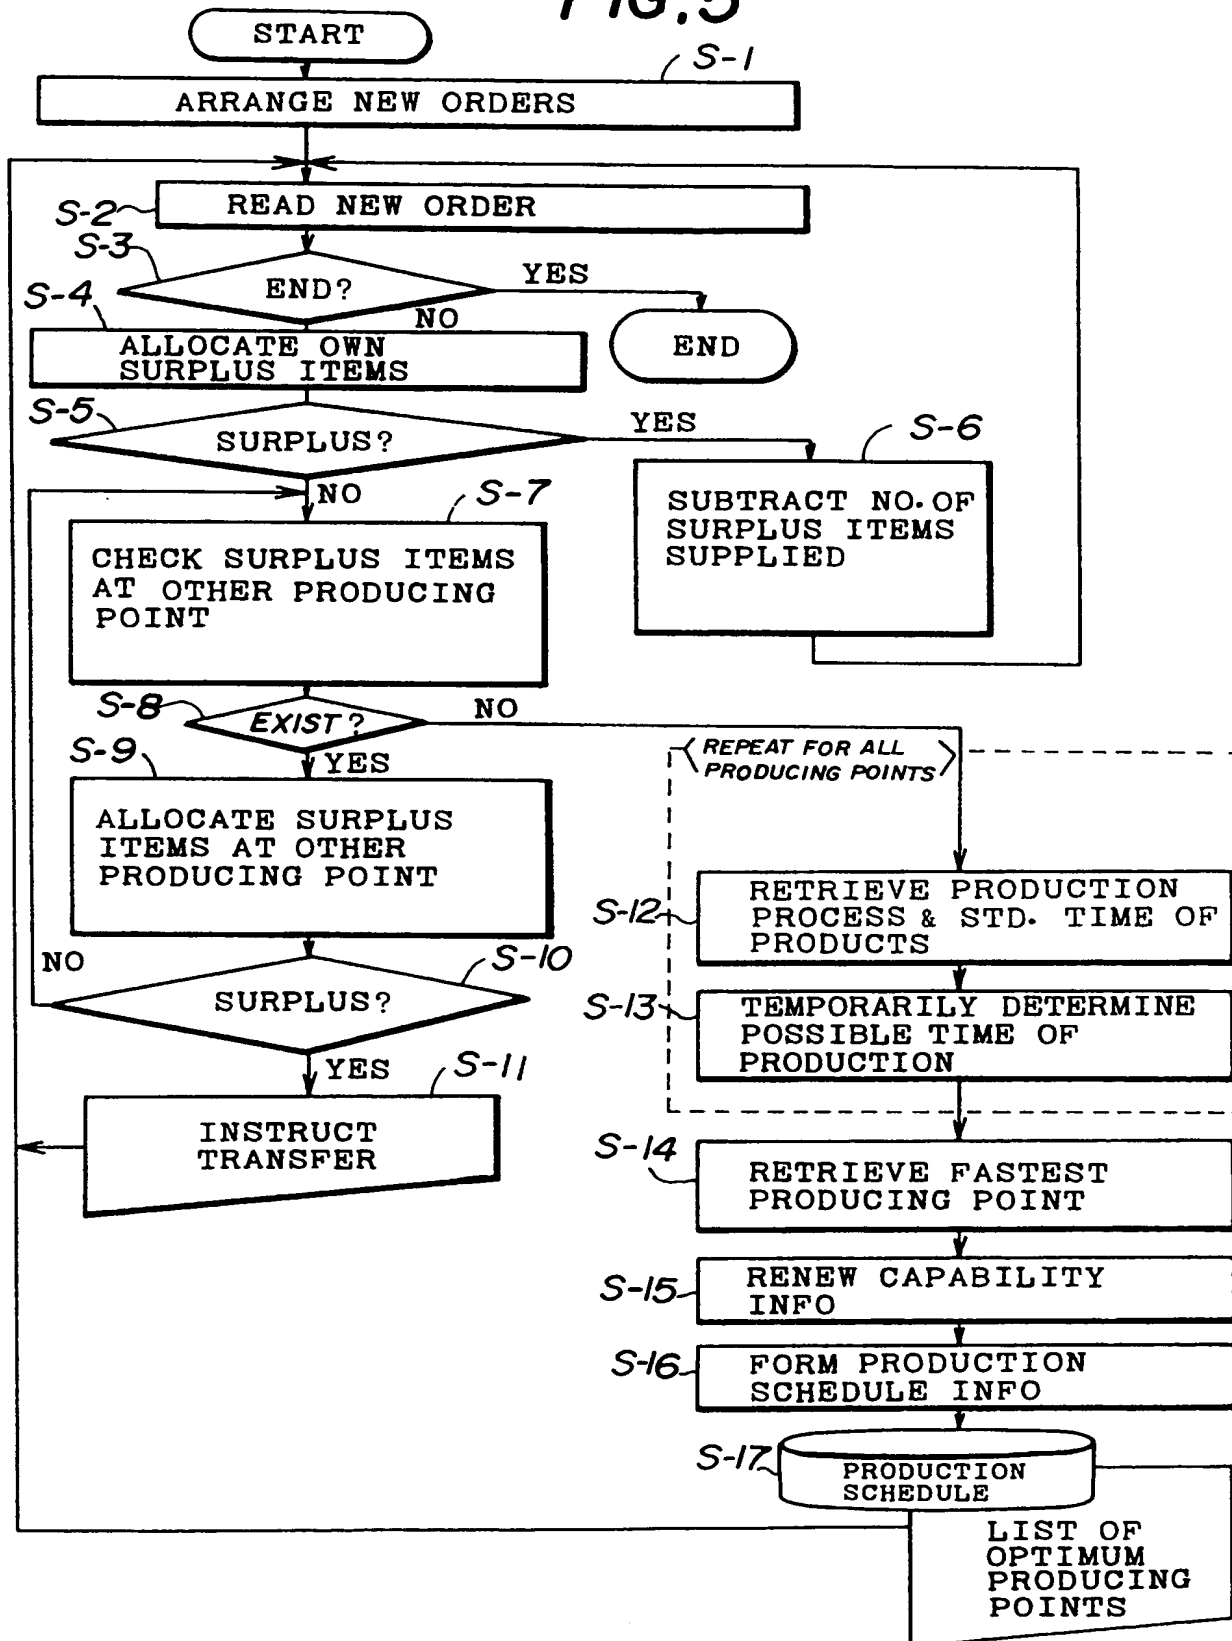 FIG. 5
START
S-1
ARRANGE NEW ORDERS
S-2
READ NEW ORDER
S-3
END?
YES
NO
END
S-4
ALLOCATE OWN
SURPLUS ITEMS
S-5
SURPLUS?
YES
NO
S-6
SUBTRACT NO. OF
SURPLUS ITEMS
SUPPLIED
S-7
CHECK SURPLUS ITEMS
AT OTHER PRODUCING
POINT
S-8
EXIST?
NO
YES
S-9
ALLOCATE SURPLUS
ITEMS AT OTHER
PRODUCING POINT
S-10
NO
SURPLUS?
YES
S-11
INSTRUCT
TRANSFER
REPEAT FOR ALL
PRODUCING POINTS
S-12
RETRIEVE PRODUCTION
PROCESS & STD. TIME OF
PRODUCTS
S-13
TEMPORARILY DETERMINE
POSSIBLE TIME OF
PRODUCTION
S-14
RETRIEVE FASTEST
PRODUCING POINT
S-15
RENEW CAPABILITY
INFO
S-16
FORM PRODUCTION
SCHEDULE INFO
S-17
PRODUCTION
SCHEDULE
LIST OF
OPTIMUM
PRODUCING
POINTS